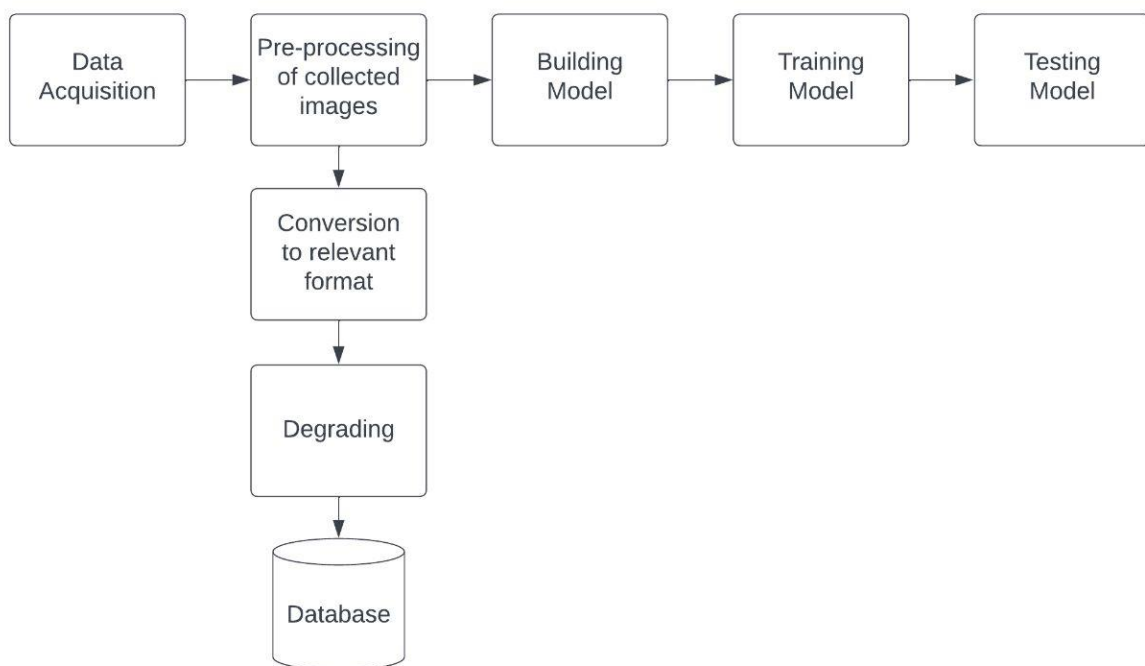 Data
Acquisition
Pre-processing
of collected
images
Building
Model
Training
Model
Testing
Model
Conversion
to relevant
format
Degrading
Database